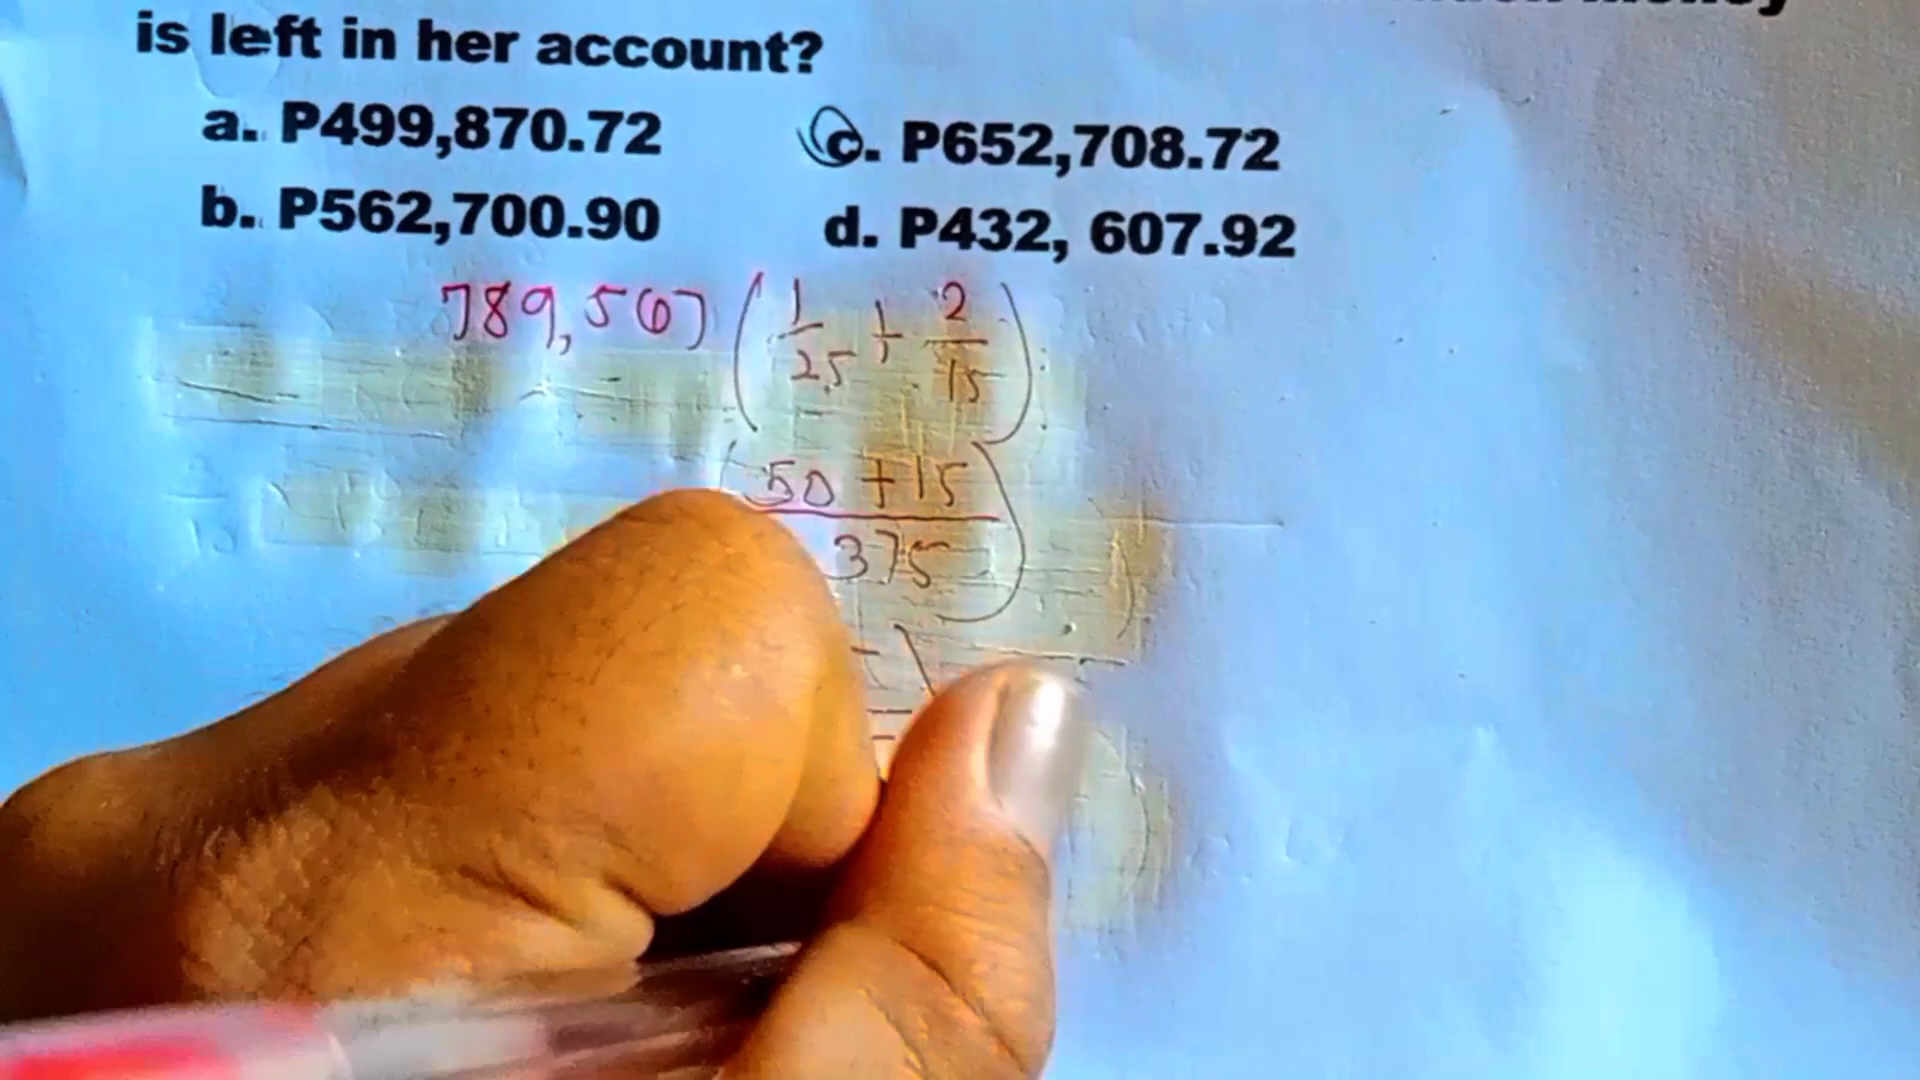 is left in her account?
a. P499,870.72 c. P652,708.72
b. P562,700.90 d. P432, 607.92
789,567 ( 1/25 + 2/15 )
( 50 + 15 / 375 )